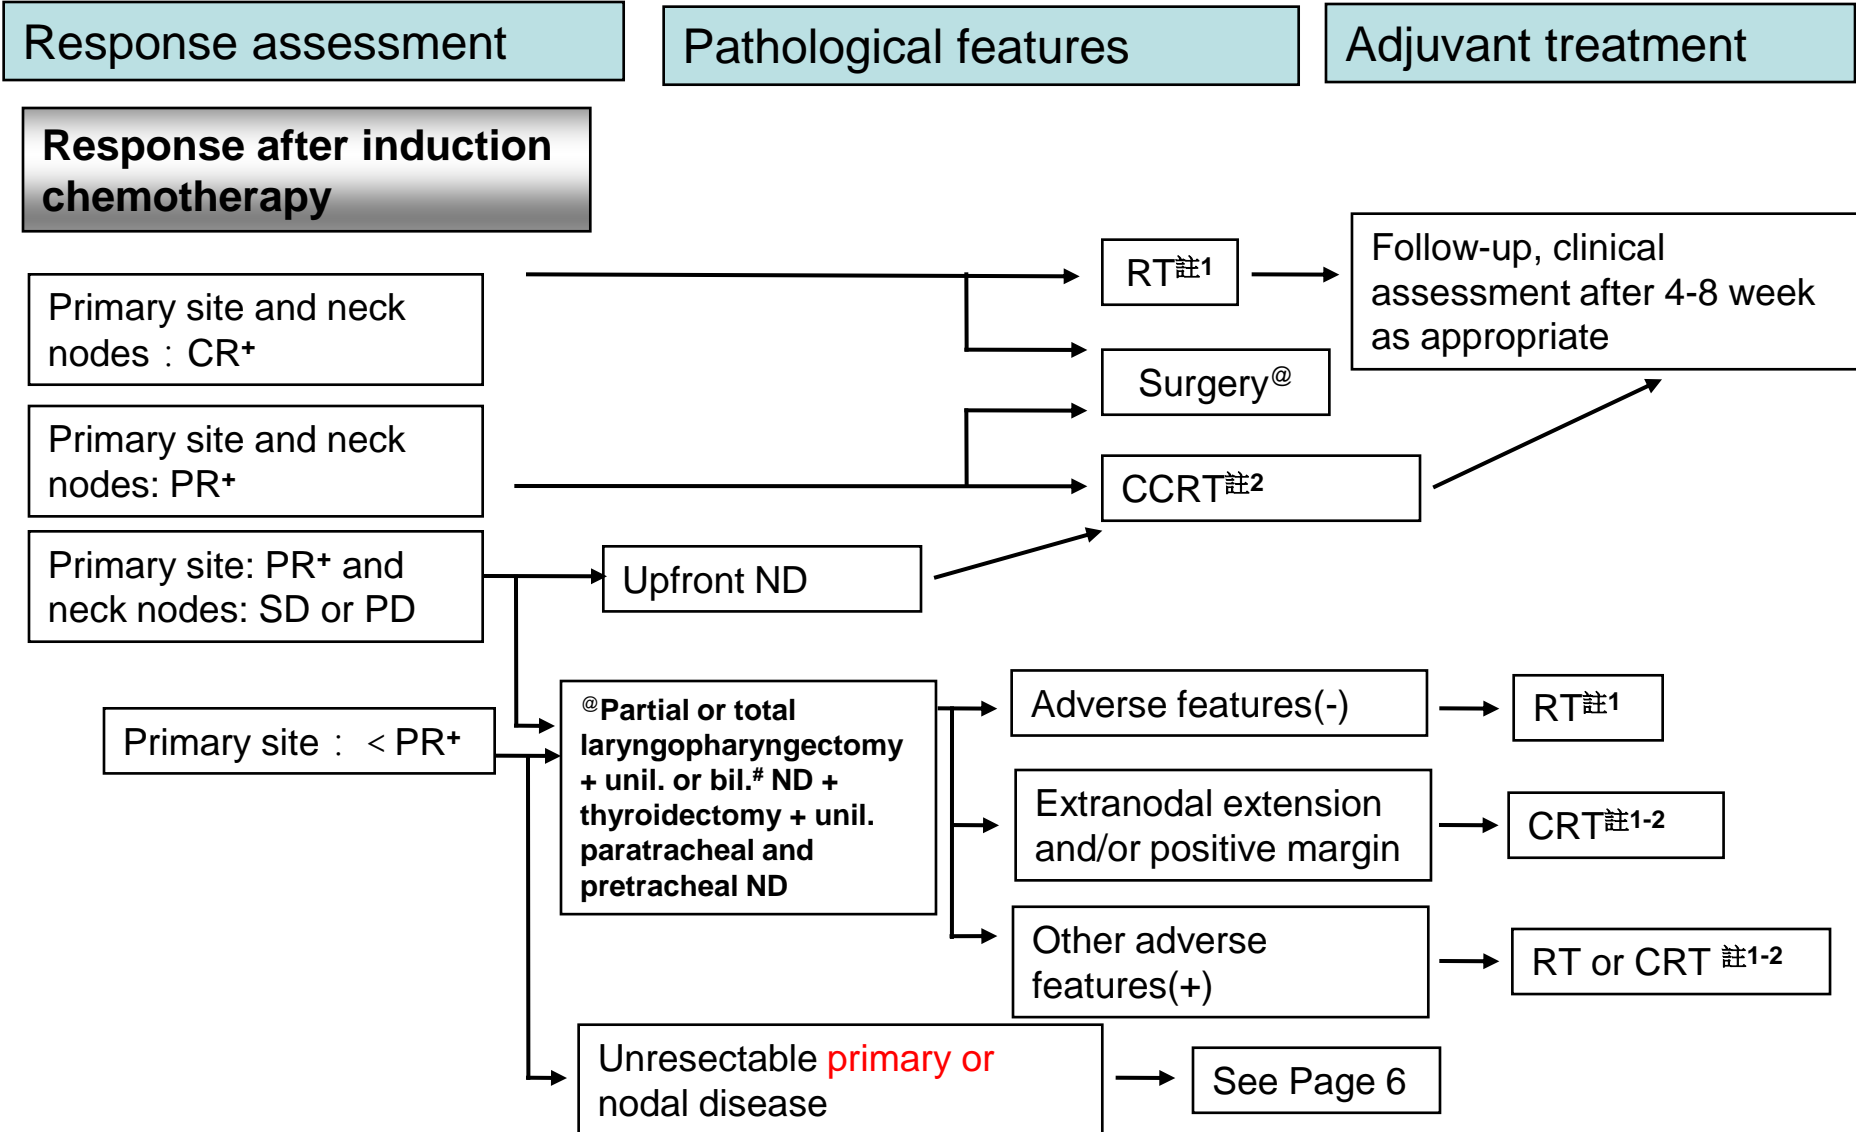 Response assessment
Pathological features
Adjuvant treatment
Response after induction
chemotherapy
Primary site and neck
nodes：CR⁺
RT註1
Follow-up, clinical
assessment after 4-8 week
as appropriate
Surgery@
Primary site and neck
nodes: PR⁺
CCRT註2
Primary site: PR⁺ and
neck nodes: SD or PD
Upfront ND
Primary site：＜PR⁺
@Partial or total
laryngopharyngectomy
+ unil. or bil.# ND +
thyroidectomy + unil.
paratracheal and
pretracheal ND
Adverse features(-)
RT註1
Extranodal extension
and/or positive margin
CRT註1-2
Other adverse
features(+)
RT or CRT 註1-2
Unresectable primary or
nodal disease
See Page 6